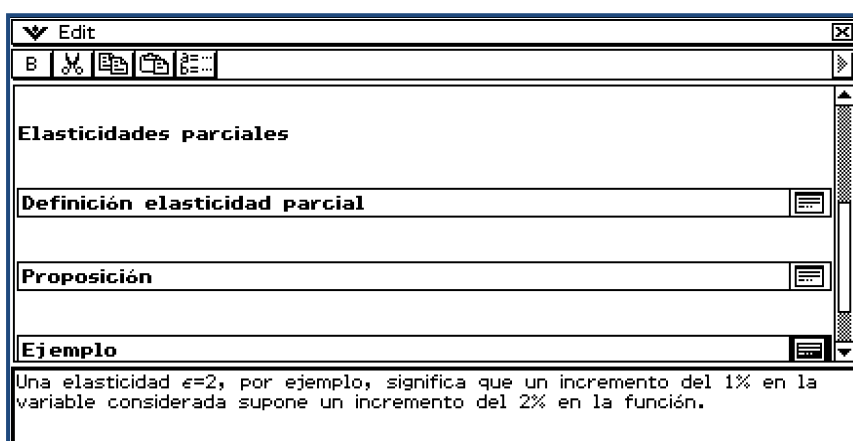 Edit
B
Elasticidades parciales
Definición elasticidad parcial
Proposición
Ejemplo
Una elasticidad ϵ=2, por ejemplo, significa que un incremento del 1% en la
variable considerada supone un incremento del 2% en la función.